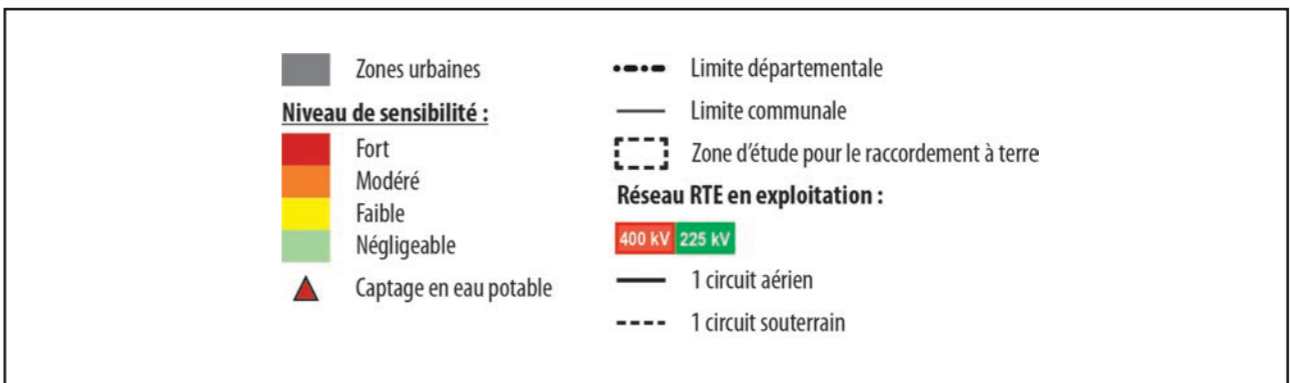 Zones urbaines
Niveau de sensibilité :
Fort
Modéré
Faible
Négligeable
Captage en eau potable
Limite départementale
Limite communale
Zone d'étude pour le raccordement à terre
Réseau RTE en exploitation :
400 kV 225 kV
1 circuit aérien
1 circuit souterrain